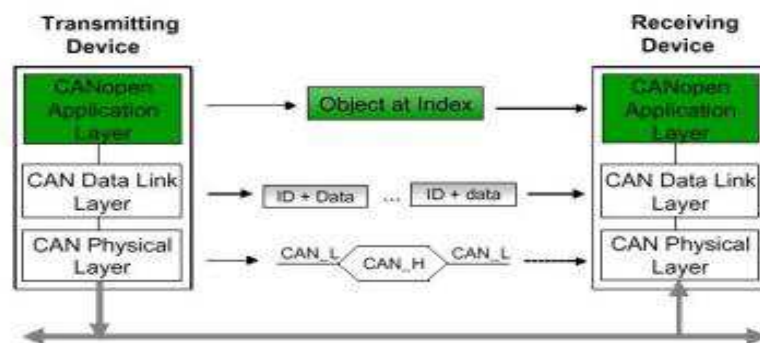 Transmitting
Device
Receiving
Device
CANopen
Application
Layer
Object at Index
CANopen
Application
Layer
CAN Data Link
Layer
ID + Data
...
ID + data
CAN Data Link
Layer
CAN Physical
Layer
CAN_L
CAN_H
CAN_L
CAN Physical
Layer